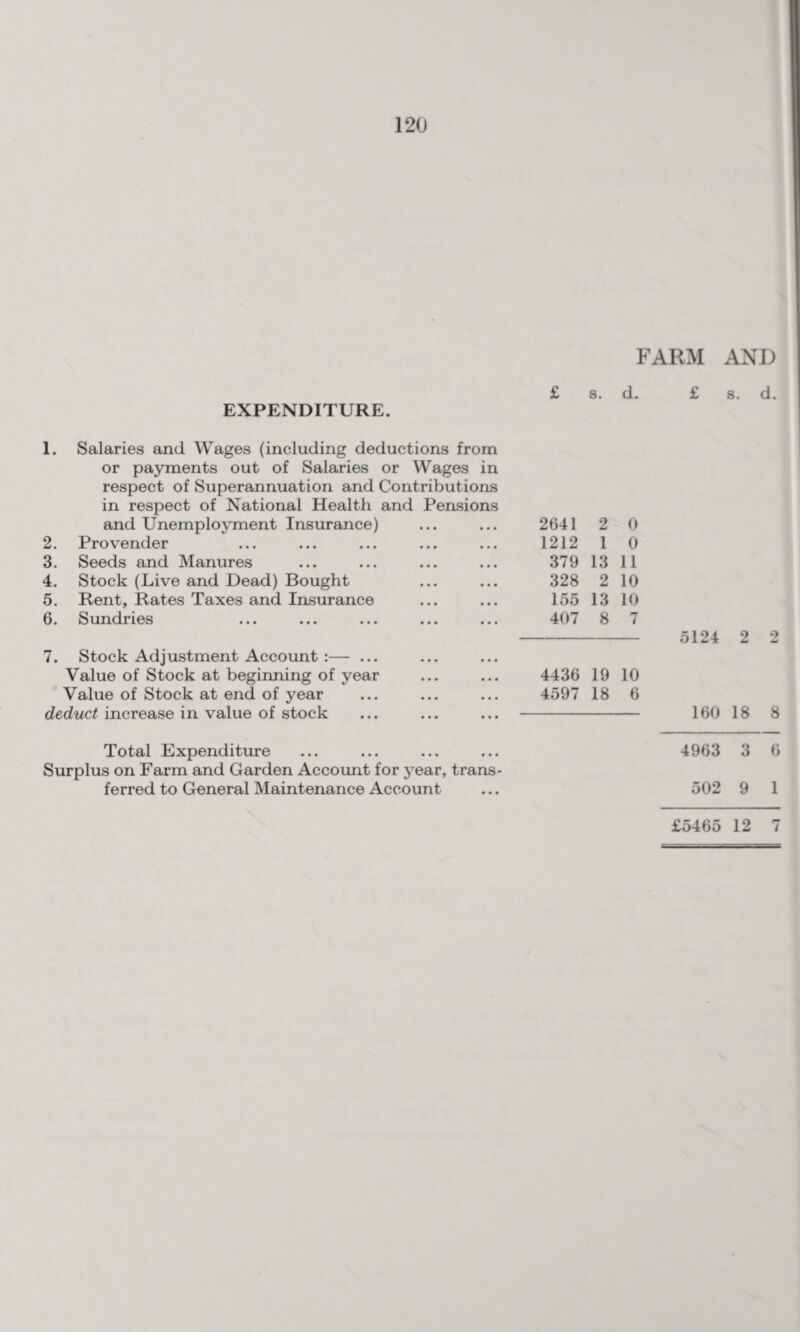 120
FARM AND
£ s. d. £ s. d.
EXPENDITURE.
1. Salaries and Wages (including deductions from
or payments out of Salaries or Wages in
respect of Superannuation and Contributions
in respect of National Health and Pensions
and Unemployment Insurance) ... ... 2641 2 0
2. Provender ... ... ... ... ... 1212 1 0
3. Seeds and Manures ... ... ... ... 379 13 11
4. Stock (Live and Dead) Bought ... ... 328 2 10
5. Rent, Rates Taxes and Insurance ... ... 155 13 10
6. Sundries ... ... ... ... ... 407 8 7
5124 2 2
7. Stock Adjustment Account :— ... ... ...
Value of Stock at beginning of year ... ... 4436 19 10
Value of Stock at end of year ... ... ... 4597 18 6
deduct increase in value of stock ... ... ... 160 18 8
Total Expenditure ... ... ... ... 4963 3 6
Surplus on Farm and Garden Account for year, trans-
ferred to General Maintenance Account ... 502 9 1
£5465 12 7